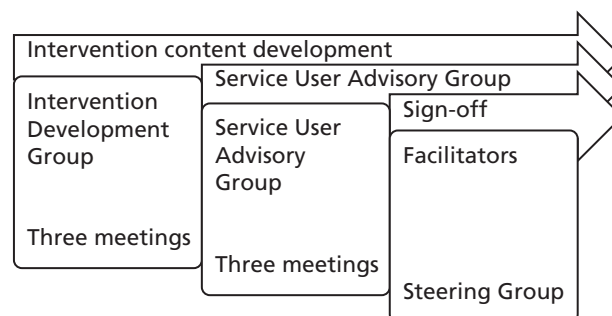 Intervention content development
Service User Advisory Group
Sign-off
Intervention
Development
Group
Three meetings
Service User
Advisory
Group
Three meetings
Facilitators
Steering Group